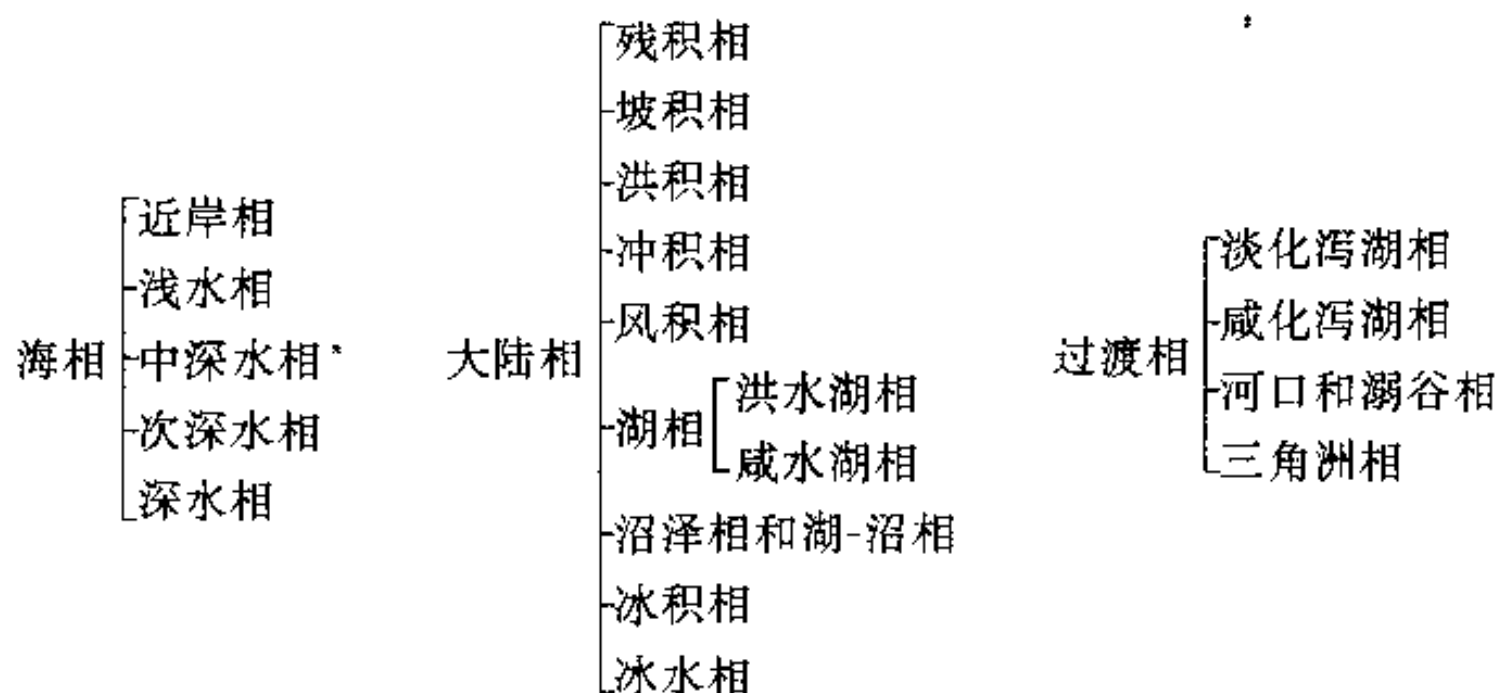 海相
近岸相
浅水相
中深水相*
次深水相
深水相
大陆相
残积相
坡积相
洪积相
冲积相
风积相
湖相
洪水湖相
咸水湖相
沼泽相和湖-沼相
冰积相
冰水相
过渡相
淡化泻湖相
咸化泻湖相
河口和溺谷相
三角洲相